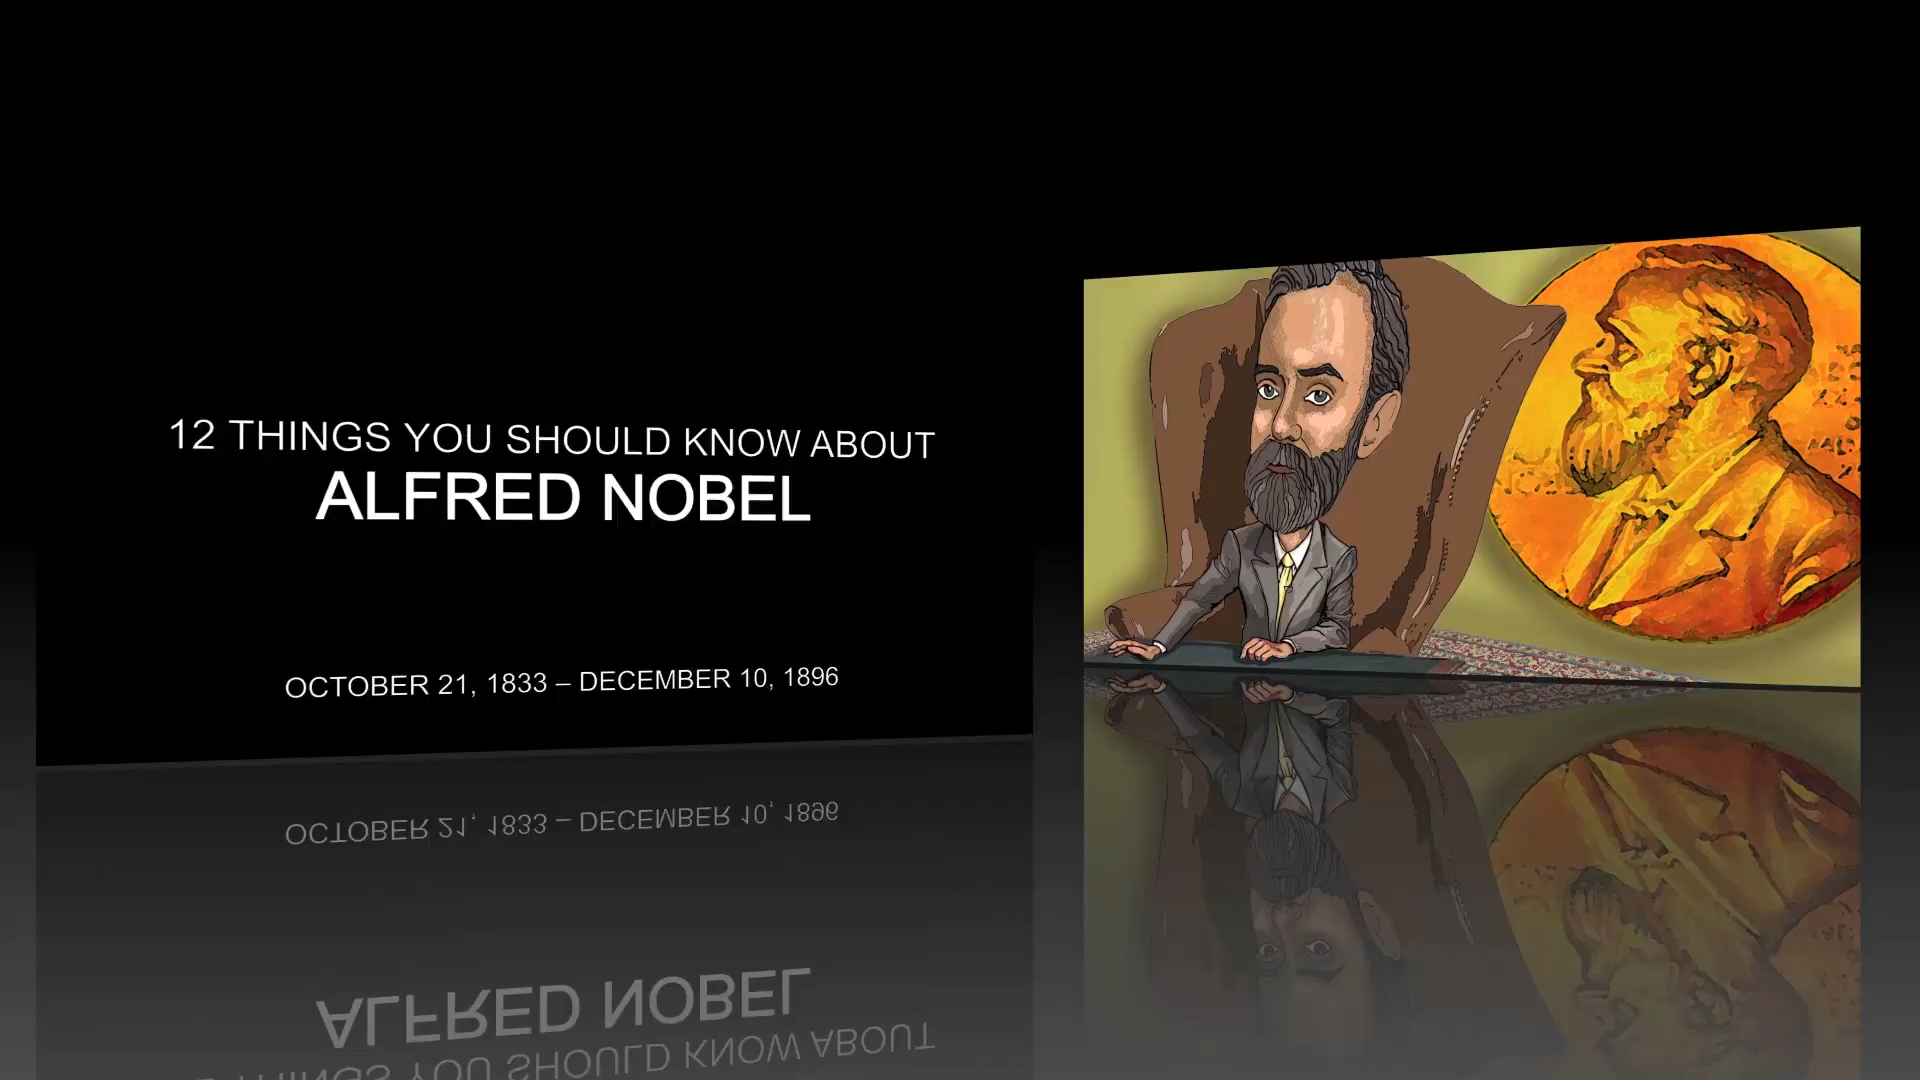 12 THINGS YOU SHOULD KNOW ABOUT
ALFRED NOBEL
OCTOBER 21, 1833 – DECEMBER 10, 1896